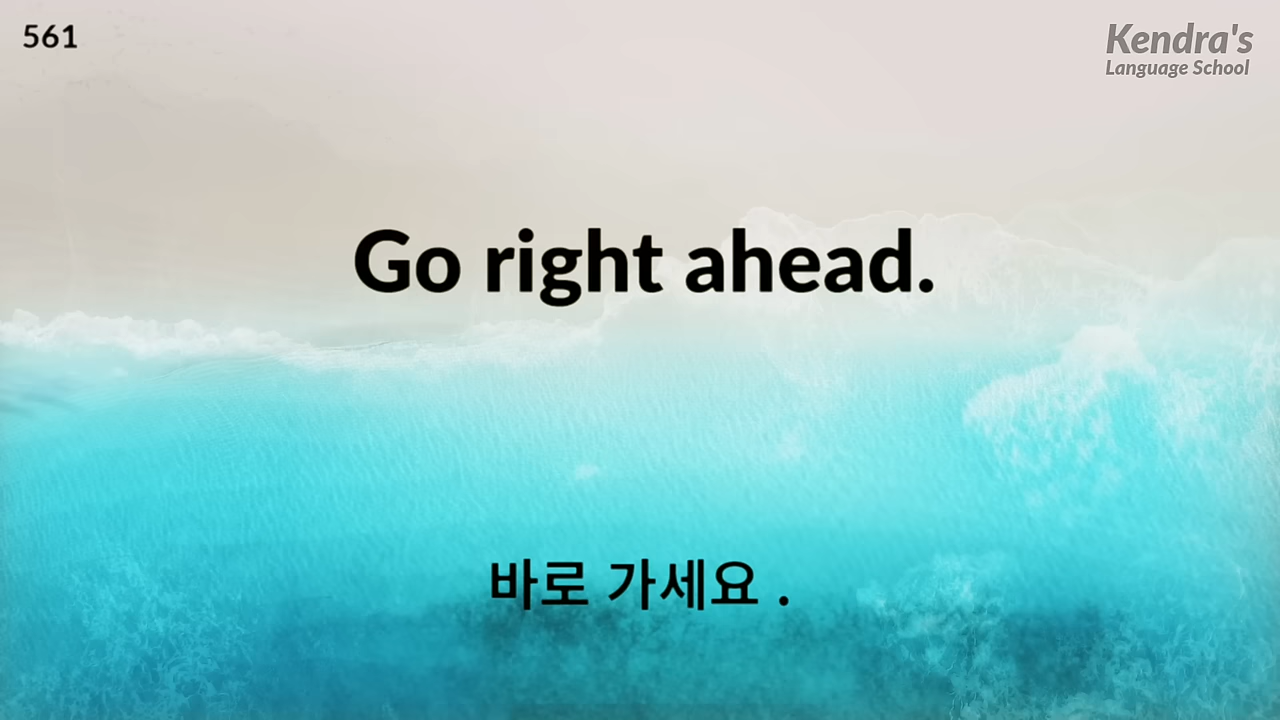 561
Kendra's
Language School
Go right ahead.
바로 가세요 .